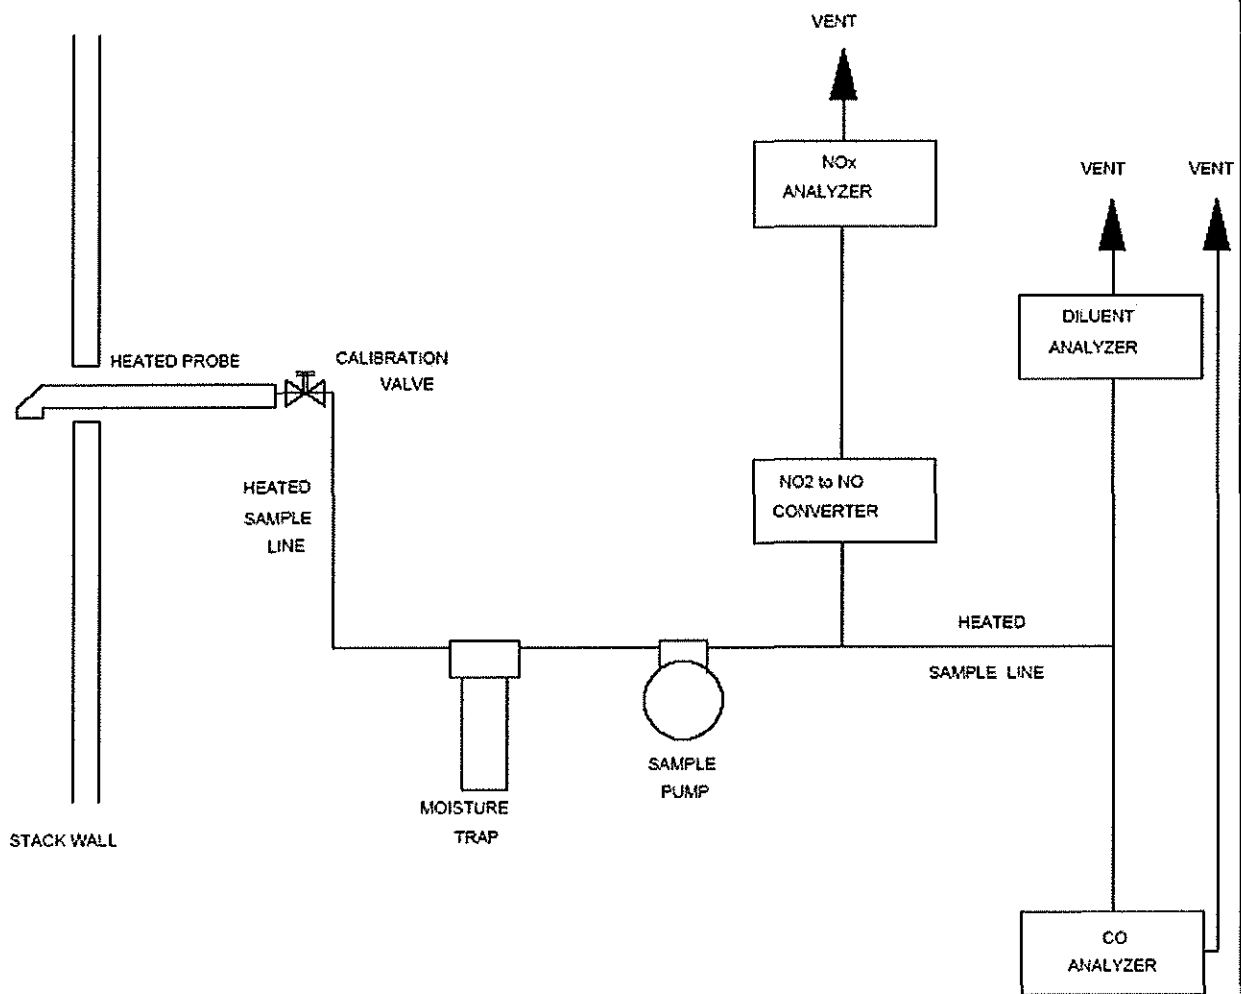 VENT
NOx
ANALYZER
VENT
VENT
DILUENT
ANALYZER
HEATED PROBE
CALIBRATION
VALVE
HEATED
SAMPLE
LINE
NO2 to NO
CONVERTER
HEATED
SAMPLE LINE
SAMPLE
PUMP
MOISTURE
TRAP
STACK WALL
CO
ANALYZER